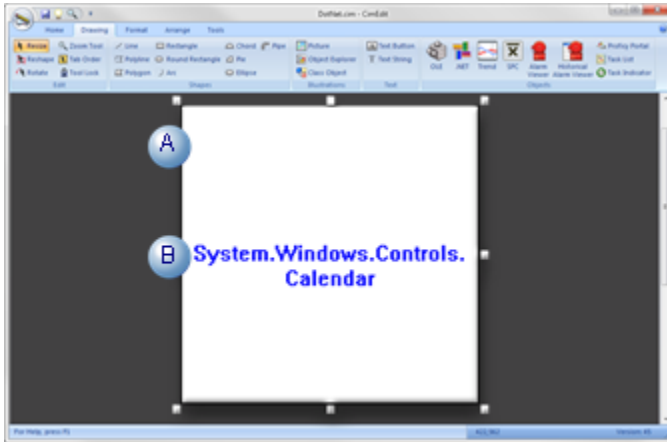 DotNet.cim - CimEdit
Home Drawing Format Arrange Tools
Resize Zoom Tool Line Rectangle Chord Pipe Picture Text Button Proficy Portal
Reshape Tab Order Polyline Round Rectangle Pie Object Explorer Text String OLE .NET Trend SPC Alarm Viewer Historical Alarm Viewer Task List
Rotate Tool Lock Polygon Arc Ellipse Class Object Task Indicator
Edit Shapes Illustrations Text Objects
A
B
System.Windows.Controls.
Calendar
For Help, press F1